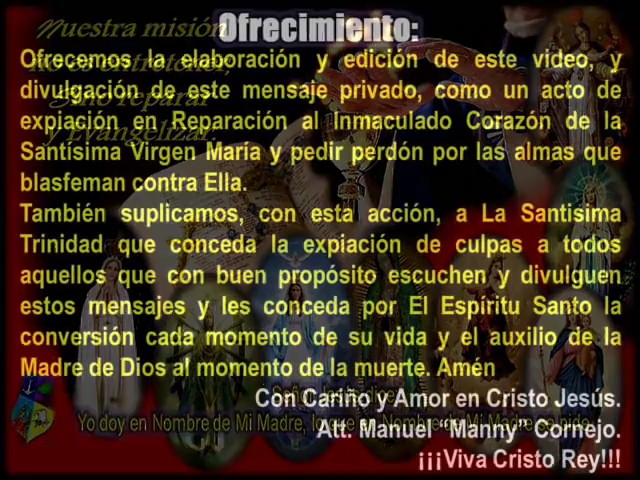 Ofrecimiento:
Nuestra misión
no es entretener,
Sino reparar
y Evangelizar.
Ofrecemos la elaboración y edición de este video, y
divulgación de este mensaje privado, como un acto de
expiación en Reparación al Inmaculado Corazón de la
Santísima Virgen María y pedir perdón por las almas que
blasfeman contra Ella.
También suplicamos, con esta acción, a La Santisima
Trinidad que conceda la expiación de culpas a todos
aquellos que con buen propósito escuchen y divulguen
estos mensajes y les conceda por El Espíritu Santo la
conversión cada momento de su vida y el auxilio de la
Madre de Dios al momento de la muerte. Amén
Con Cariño y Amor en Cristo Jesús.
Yo doy en Nombre de Mi Madre, lo que en Nombre de Mi Madre se pide
Att. Manuel “Manny” Cornejo.
¡¡¡Viva Cristo Rey!!!